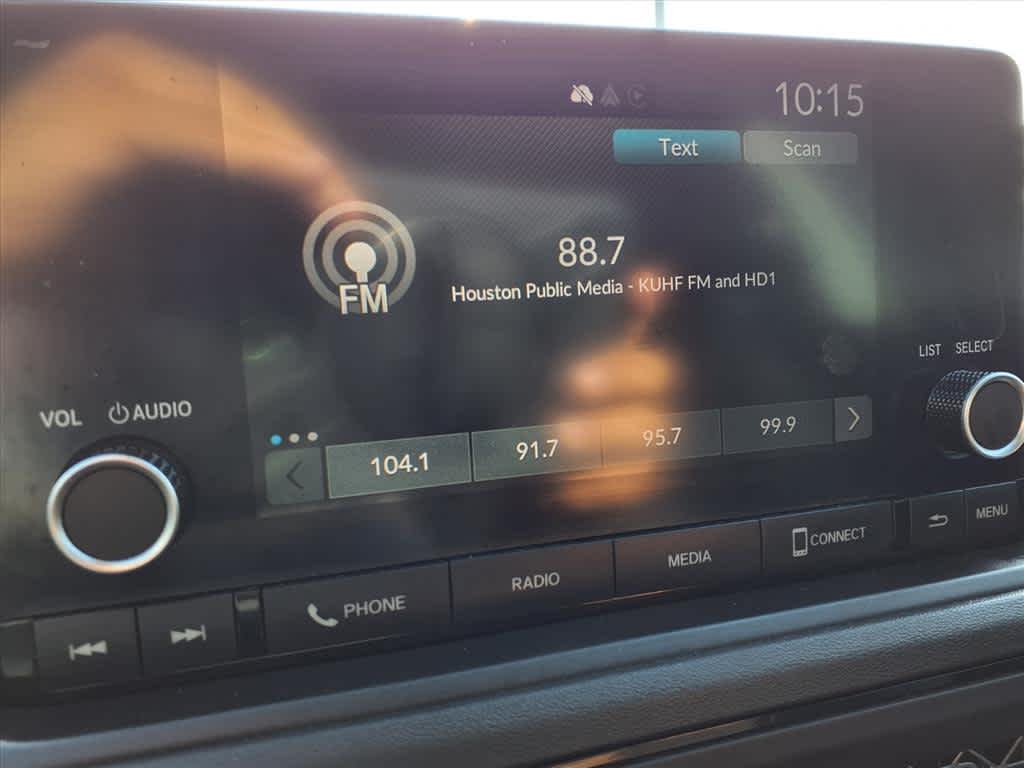 10:15
Text Scan
88.7
Houston Public Media - KUHF FM and HD1
FM
LIST SELECT
VOL AUDIO
104.1 91.7 95.7 99.9
PHONE RADIO MEDIA CONNECT MENU